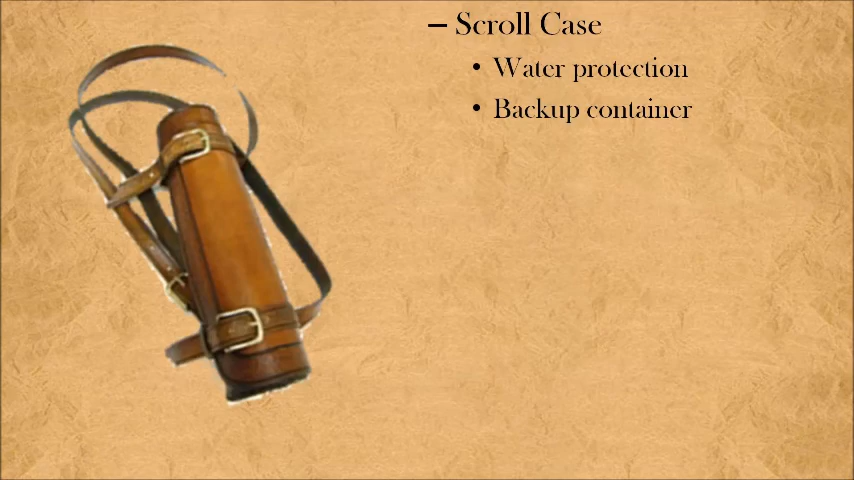 – Scroll Case
• Water protection
• Backup container